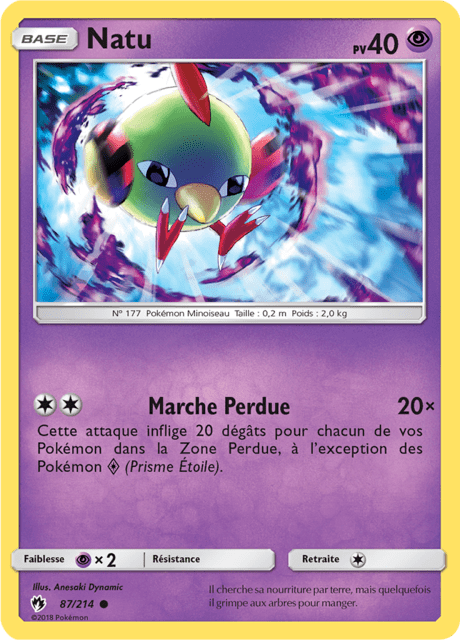 BASE Natu PV40
N° 177 Pokémon Minoiseau Taille : 0,2 m Poids : 2,0 kg
Marche Perdue 20×
Cette attaque inflige 20 dégâts pour chacun de vos
Pokémon dans la Zone Perdue, à l'exception des
Pokémon (Prisme Étoile).
Faiblesse ×2 Résistance Retraite
Illus. Anesaki Dynamic
87/214
©2018 Pokémon
Il cherche sa nourriture par terre, mais quelquefois
il grimpe aux arbres pour manger.